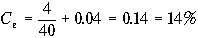 Cₑ = 4/40 + 0.04 = 0.14 = 14%